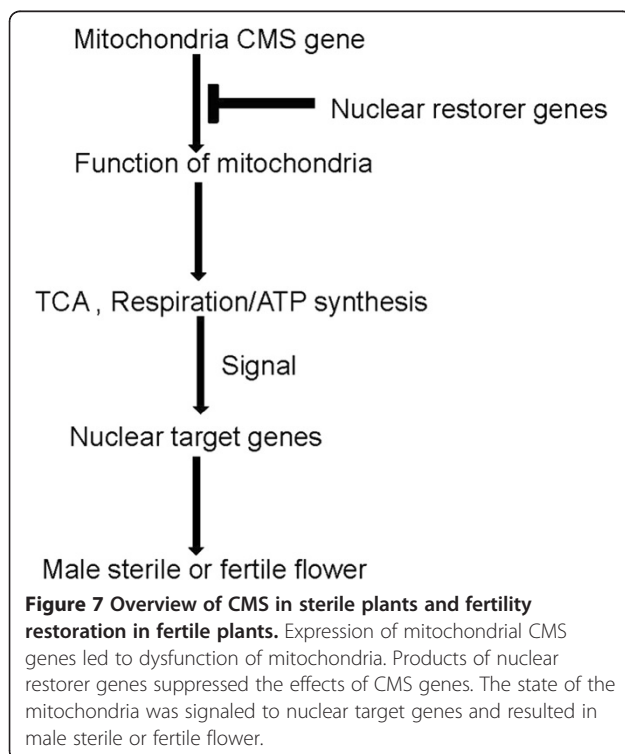 Mitochondria CMS gene
Nuclear restorer genes
Function of mitochondria
TCA , Respiration/ATP synthesis
Signal
Nuclear target genes
Male sterile or fertile flower
Figure 7 Overview of CMS in sterile plants and fertility
restoration in fertile plants. Expression of mitochondrial CMS
genes led to dysfunction of mitochondria. Products of nuclear
restorer genes suppressed the effects of CMS genes. The state of the
mitochondria was signaled to nuclear target genes and resulted in
male sterile or fertile flower.